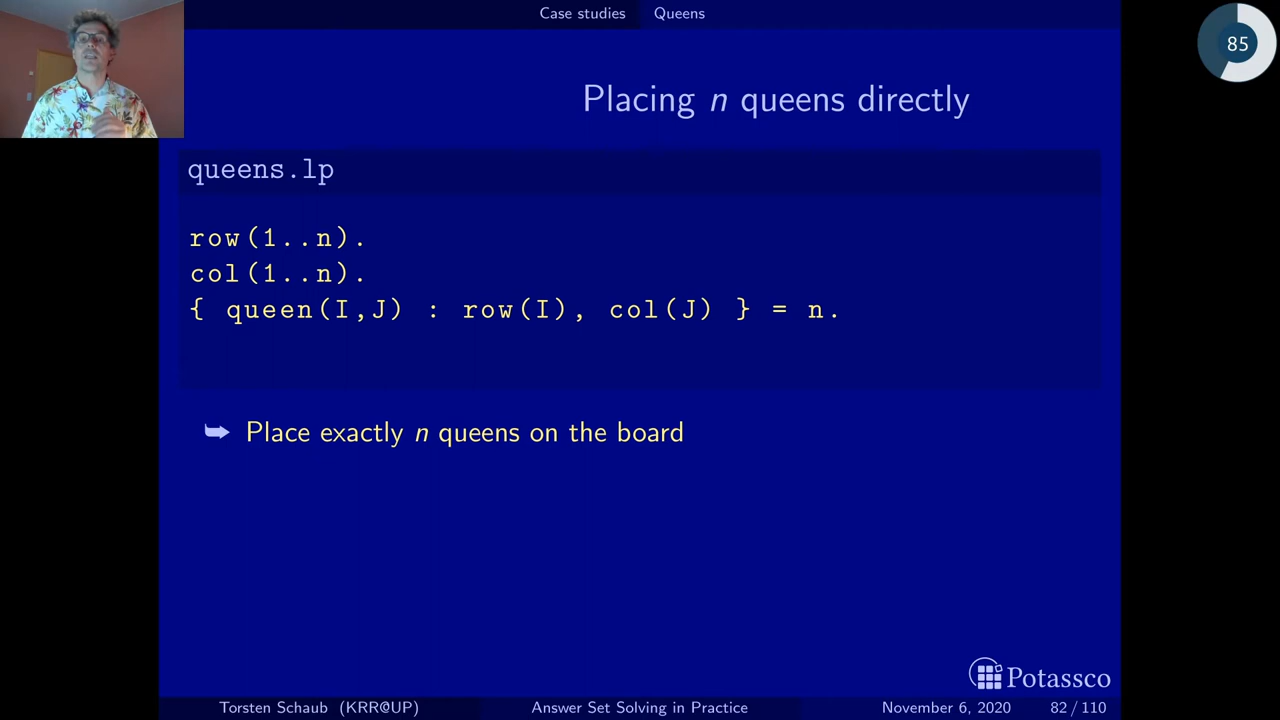 Case studies Queens
85
Placing n queens directly
queens.lp
row(1..n).
col(1..n).
{ queen(I,J) : row(I), col(J) } = n.
➥ Place exactly n queens on the board
Potassco
Torsten Schaub (KRR@UP) Answer Set Solving in Practice November 6, 2020 82 / 110